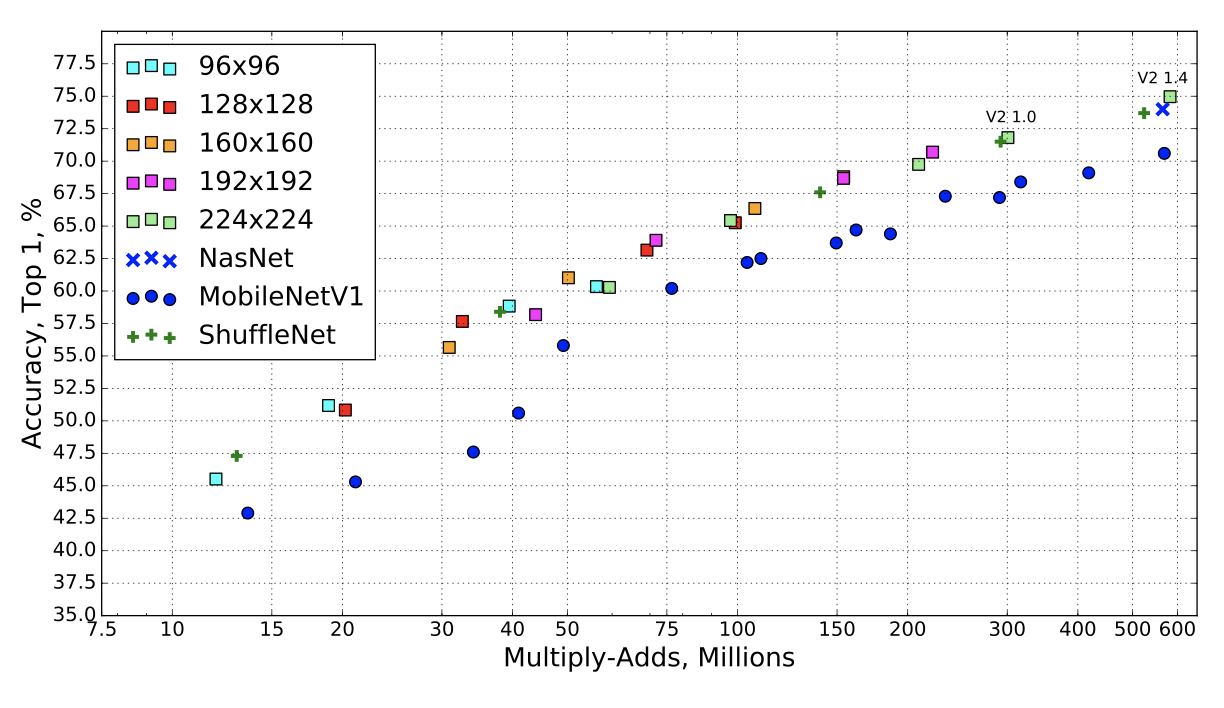 96x96
128x128
160x160
192x192
224x224
NasNet
MobileNetV1
ShuffleNet
V2 1.4
V2 1.0
77.5
75.0
72.5
70.0
67.5
65.0
62.5
60.0
57.5
55.0
52.5
50.0
47.5
45.0
42.5
40.0
37.5
35.0
Accuracy, Top 1, %
7.5 10 15 20 30 40 50 75 100 150 200 300 400 500 600
Multiply-Adds, Millions